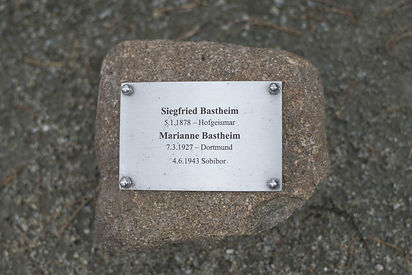 Siegfried Bastheim
5.1.1878 – Hofgeismar
Marianne Bastheim
7.3.1927 – Dortmund
4.6.1943 Sobibor